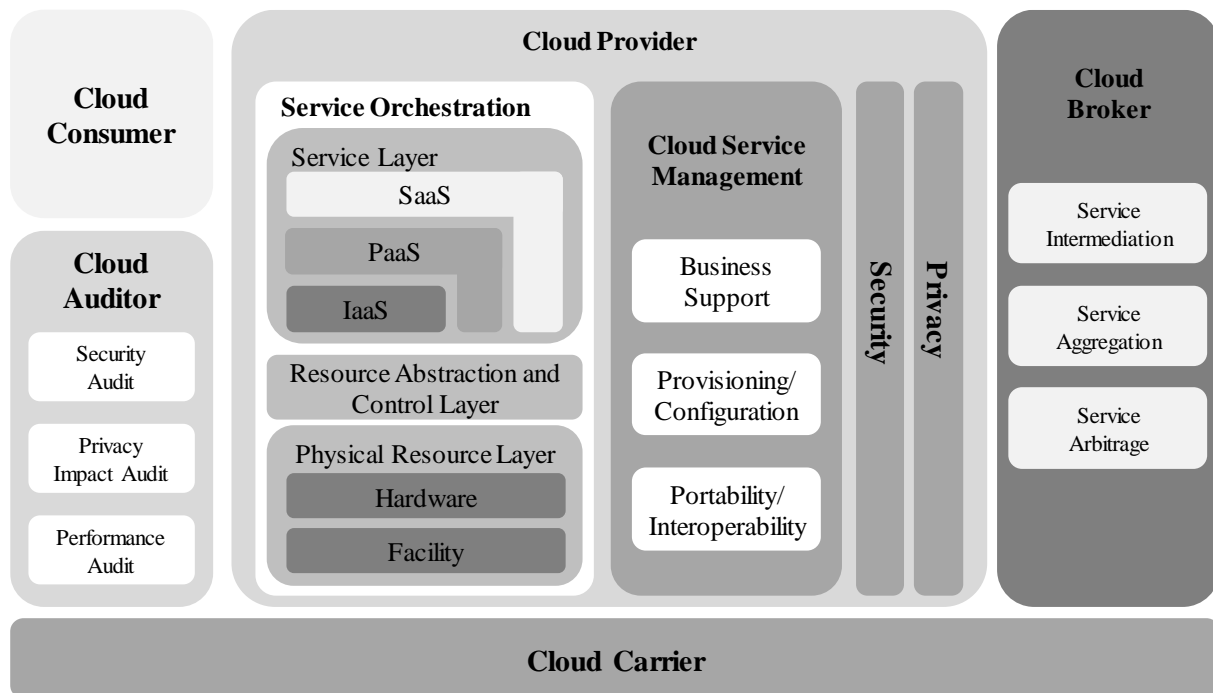 Cloud
Consumer
Cloud
Auditor
Security
Audit
Privacy
Impact Audit
Performance
Audit
Cloud Provider
Service Orchestration
Service Layer
SaaS
PaaS
IaaS
Resource Abstraction and
Control Layer
Physical Resource Layer
Hardware
Facility
Cloud Service
Management
Business
Support
Provisioning/
Configuration
Portability/
Interoperability
Security
Privacy
Cloud
Broker
Service
Intermediation
Service
Aggregation
Service
Arbitrage
Cloud Carrier